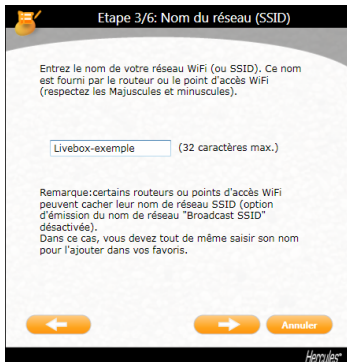 Etape 3/6: Nom du réseau (SSID)
Entrez le nom de votre réseau WiFi (ou SSID). Ce nom
est fourni par le routeur ou le point d'accès WiFi
(respectez les Majuscules et minuscules).
Livebox-exemple (32 caractères max.)
Remarque:certains routeurs ou points d'accès WiFi
peuvent cacher leur nom de réseau SSID (option
d'émission du nom de réseau "Broadcast SSID"
désactivée).
Dans ce cas, vous devez tout de même saisir son nom
pour l'ajouter dans vos favoris.
Annuler
Hercules